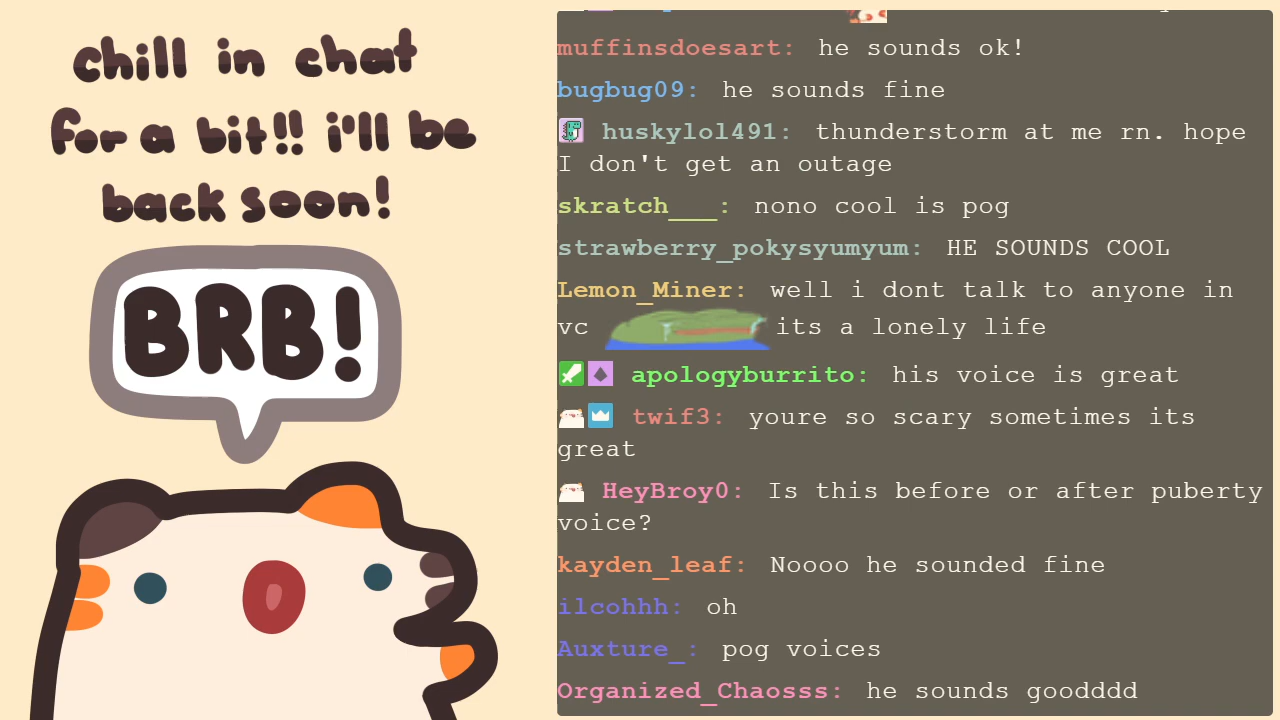 chill in chat
for a bit!! i'll be
back soon!
BRB!
muffinsdoesart: he sounds ok!
bugbug09: he sounds fine
huskylol491: thunderstorm at me rn. hope
I don't get an outage
skratch___: nono cool is pog
strawberry_pokysyumyum: HE SOUNDS COOL
Lemon_Miner: well i dont talk to anyone in
vc its a lonely life
apologyburrito: his voice is great
twif3: youre so scary sometimes its
great
HeyBroy0: Is this before or after puberty
voice?
kayden_leaf: Noooo he sounded fine
ilcohhh: oh
Auxture_: pog voices
Organized_Chaosss: he sounds goodddd